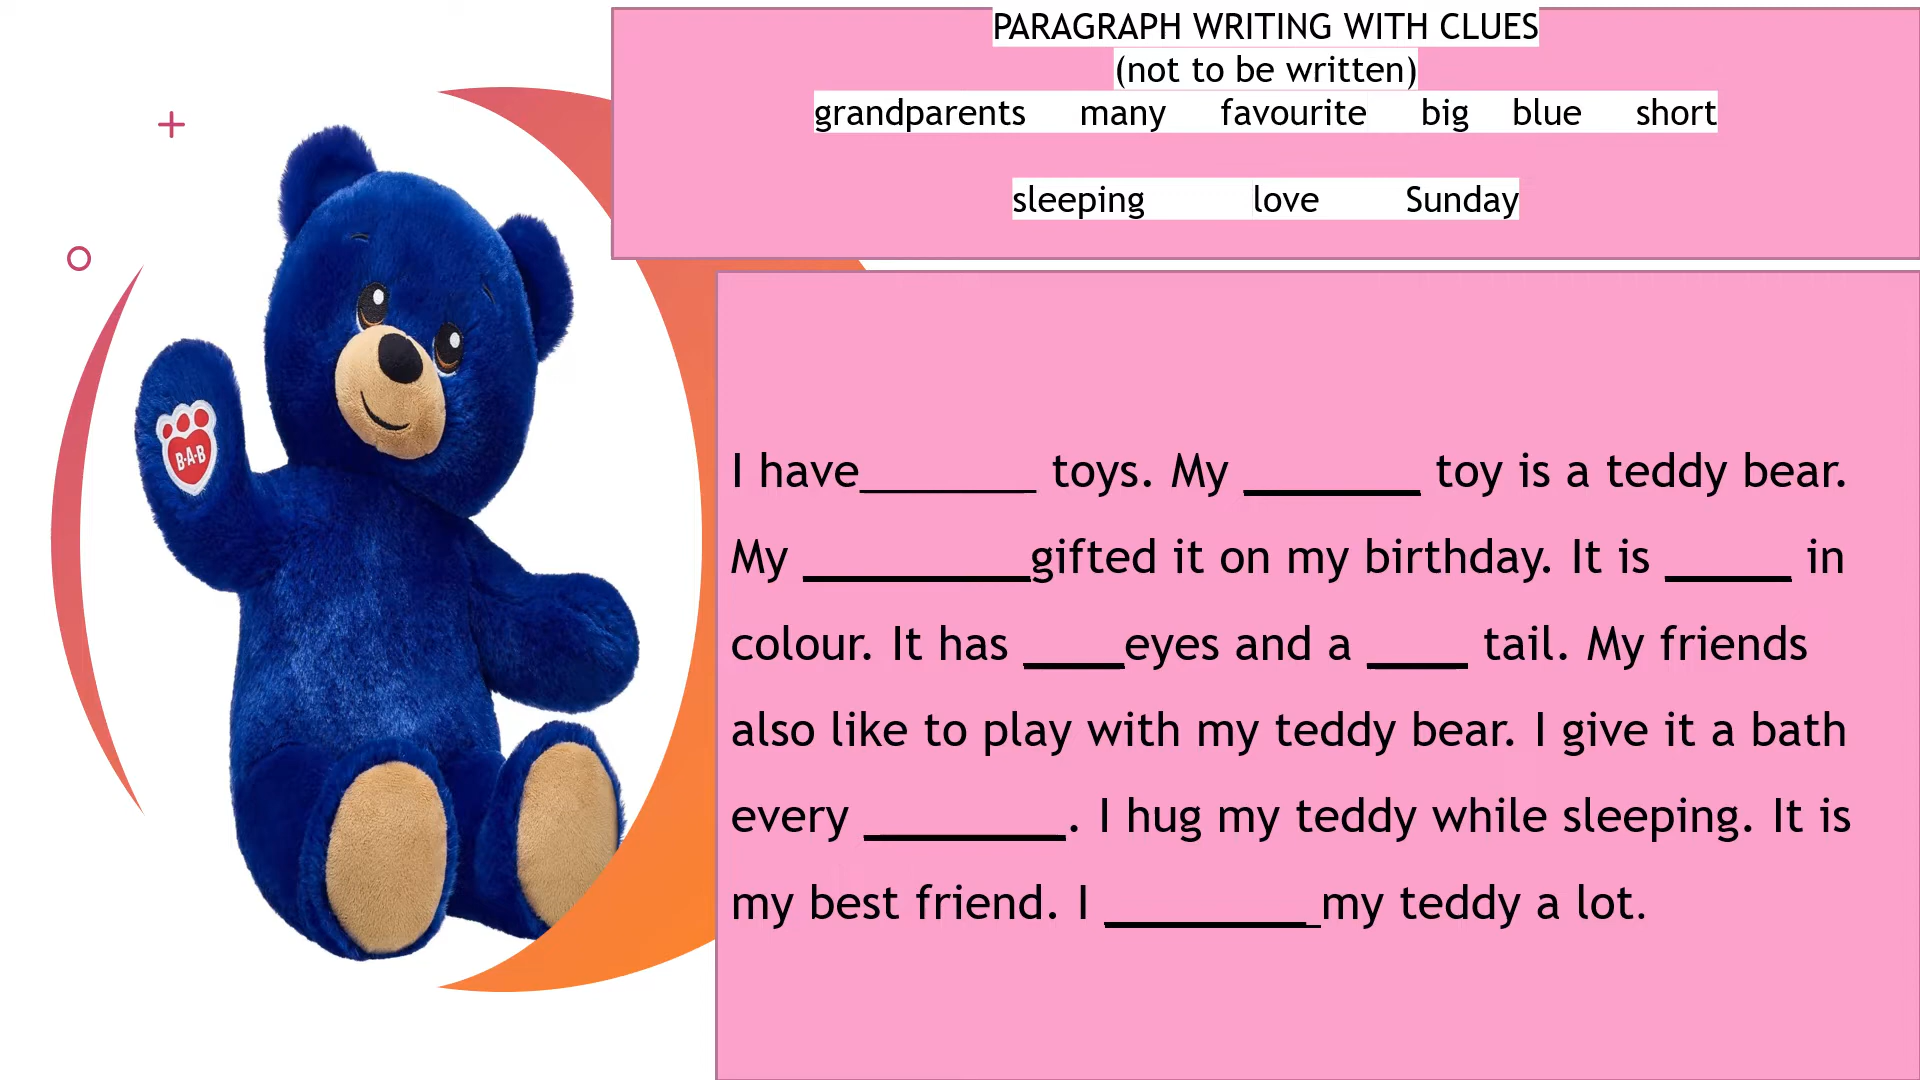 PARAGRAPH WRITING WITH CLUES
(not to be written)
grandparents many favourite big blue short
sleeping love Sunday
B·A·B
I have_______ toys. My _______ toy is a teddy bear.
My _________gifted it on my birthday. It is _____ in
colour. It has ____eyes and a ____ tail. My friends
also like to play with my teddy bear. I give it a bath
every ________. I hug my teddy while sleeping. It is
my best friend. I _________my teddy a lot.